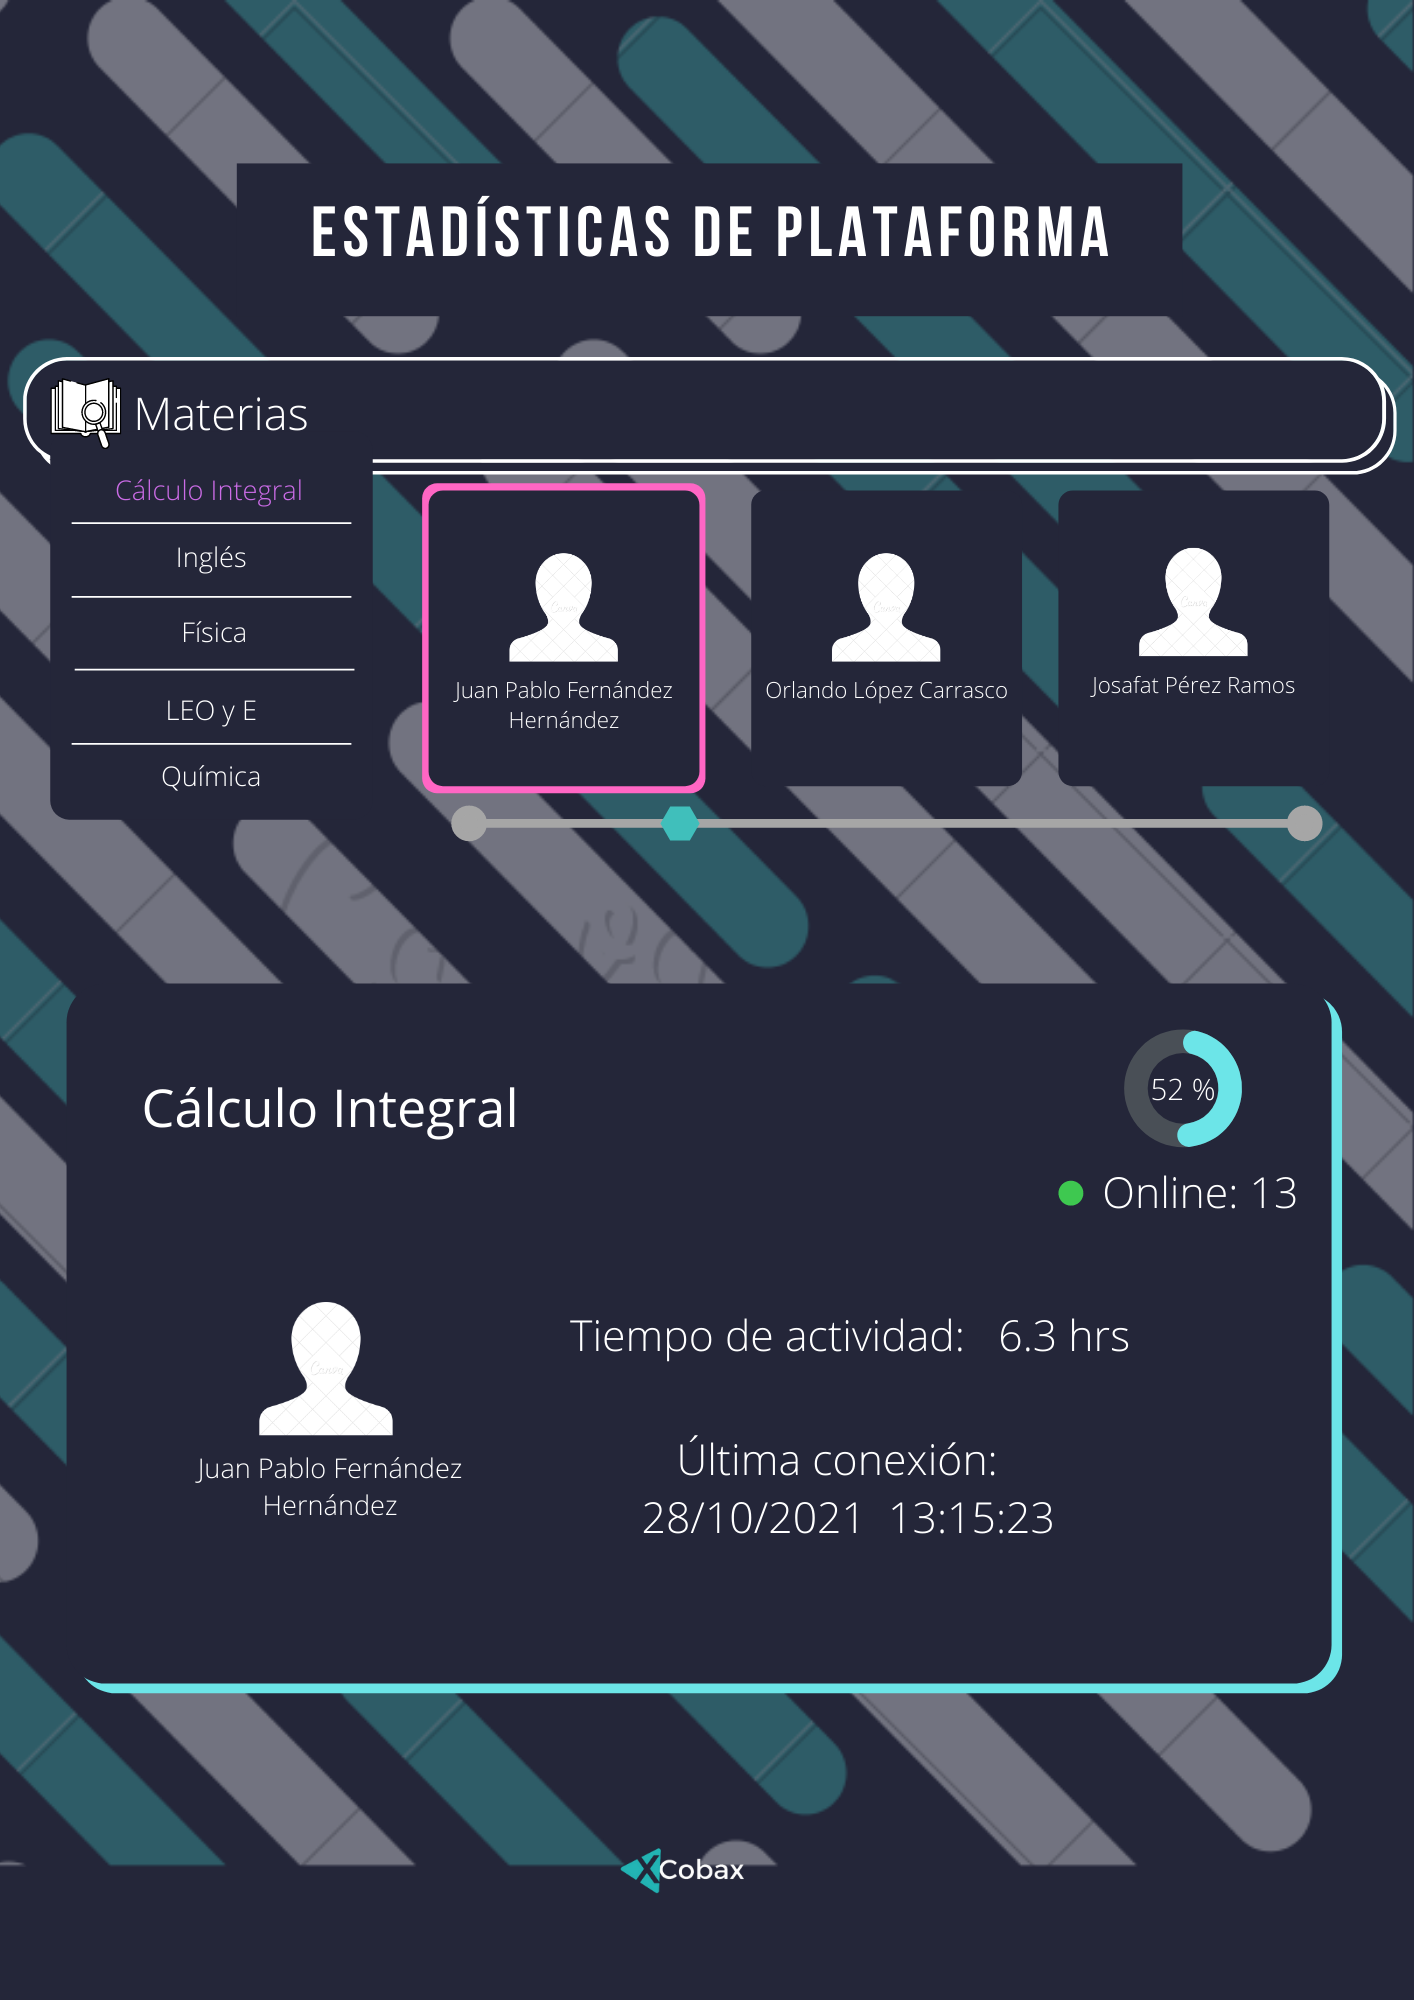 ESTADÍSTICAS DE PLATAFORMA
Materias
Cálculo Integral
Inglés
Física
LEO y E
Química
Juan Pablo Fernández
Hernández
Orlando López Carrasco
Josafat Pérez Ramos
Cálculo Integral
52 %
Online: 13
Juan Pablo Fernández
Hernández
Tiempo de actividad: 6.3 hrs
Última conexión:
28/10/2021 13:15:23
XCobax